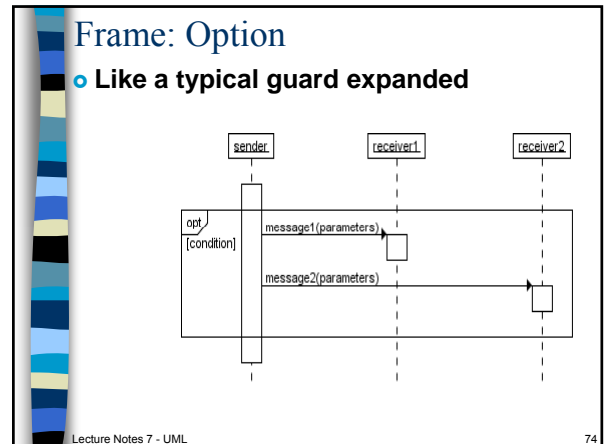 Frame: Option
Like a typical guard expanded
sender
receiver1
receiver2
opt
[condition]
message1(parameters)
message2(parameters)
Lecture Notes 7 - UML
74